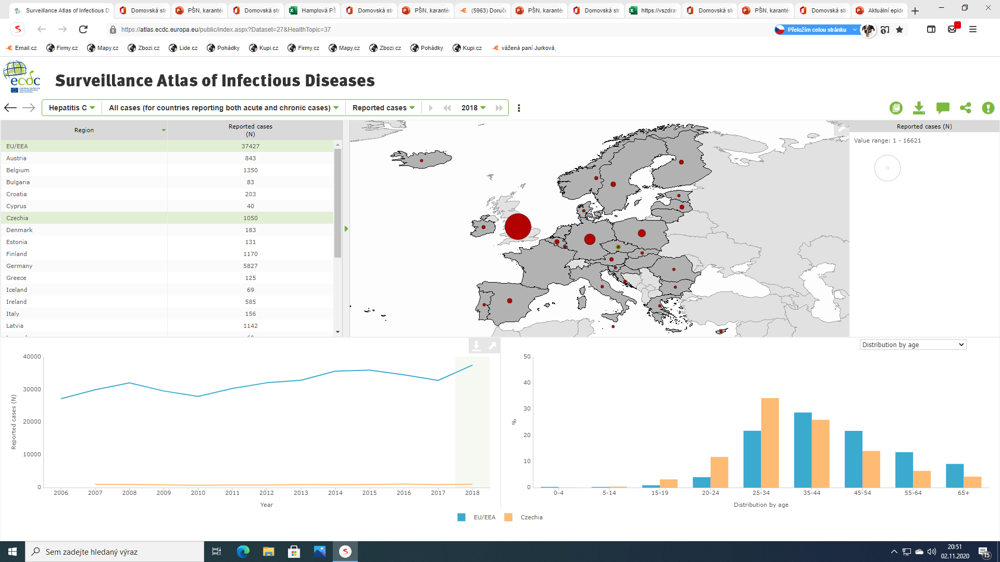 Surveillance Atlas of Infectious D
Domovská str
PŠN, karantén
Domovská str
Hamplová PŠ
Domovská str
PŠN, karantén
(5963) Doruče
PŠN, karantén
Domovská str
https://vszdrav
Domovská str
PŠN, karantén
Domovská str
Aktuální epide
https://atlas.ecdc.europa.eu/public/index.aspx?Dataset=27&HealthTopic=37
Přeložím celou stránku
Email.cz Firmy.cz Mapy.cz Zbozi.cz Lide.cz Pohádky Kupi.cz Firmy.cz Mapy.cz Zbozi.cz Pohádky Kupi.cz vážená paní Jurková,
ecdc
Surveillance Atlas of Infectious Diseases
Hepatitis C All cases (for countries reporting both acute and chronic cases) Reported cases 2018
Region Reported cases (N)
EU/EEA 37427
Austria 843
Belgium 1350
Bulgaria 83
Croatia 203
Cyprus 40
Czechia 1050
Denmark 183
Estonia 131
Finland 1170
Germany 5827
Greece 125
Iceland 69
Ireland 585
Italy 156
Latvia 1142
Reported cases (N)
Value range: 1 - 16621
40000
30000
20000
10000
0
Reported cases (N)
2006 2007 2008 2009 2010 2011 2012 2013 2014 2015 2016 2017 2018
Year
Distribution by age
50
40
30
20
10
0
%
0-4 5-14 15-19 20-24 25-34 35-44 45-54 55-64 65+
Distribution by age
EU/EEA Czechia
Sem zadejte hledaný výraz
20:51
02.11.2020
15